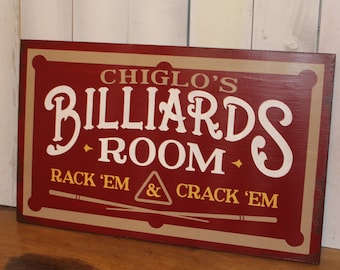 CHIGLO'S
BILLIARDS
ROOM
RACK 'EM & CRACK 'EM